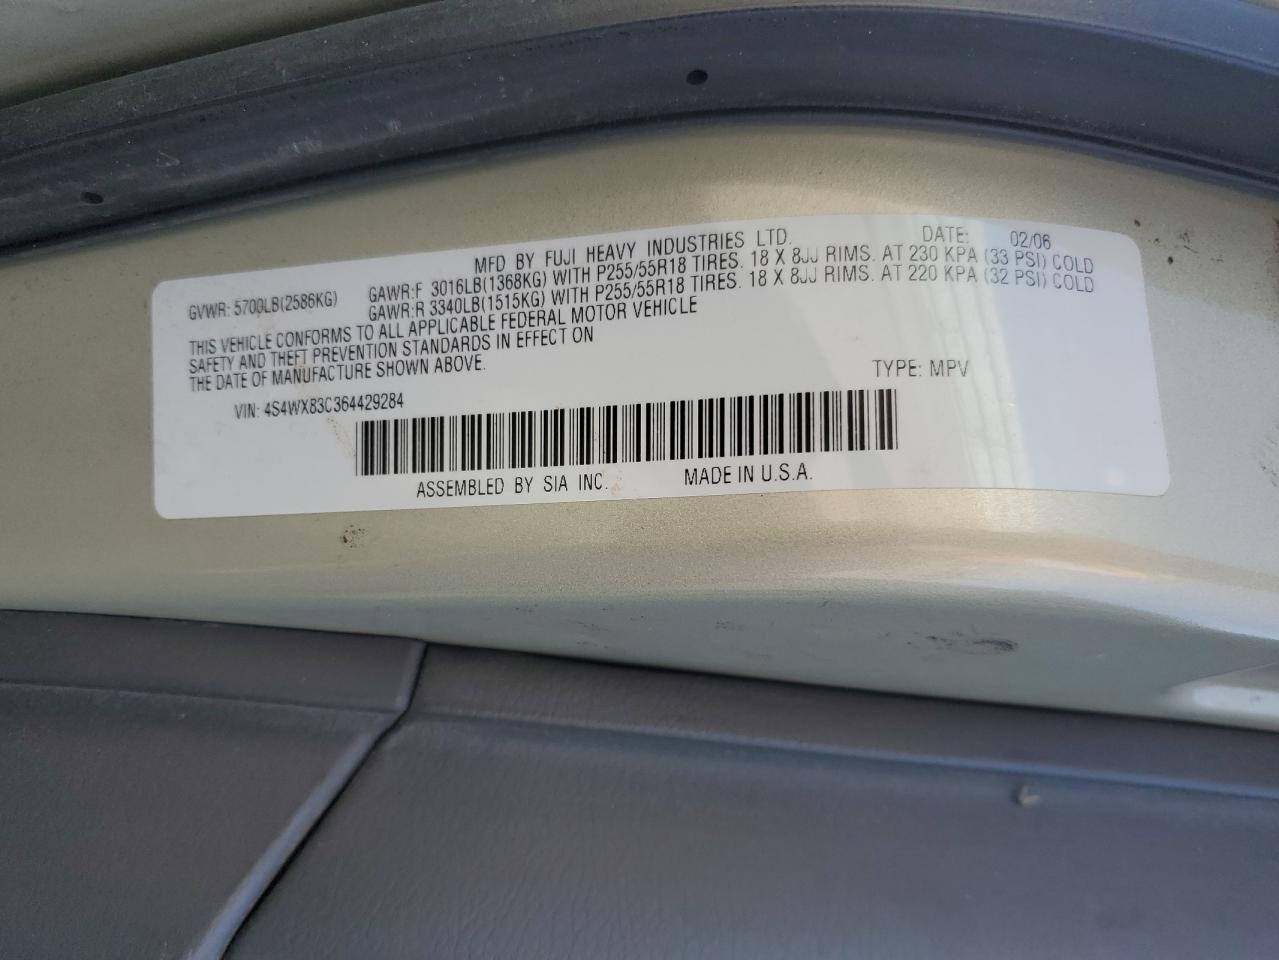 MFD BY FUJI HEAVY INDUSTRIES LTD. DATE: 02/06
GVWR: 5700LB(2586KG) GAWR:F 3016LB(1368KG) WITH P255/55R18 TIRES. 18 X 8JJ RIMS. AT 230 KPA (33 PSI) COLD
GAWR:R 3340LB(1515KG) WITH P255/55R18 TIRES. 18 X 8JJ RIMS. AT 220 KPA (32 PSI) COLD
THIS VEHICLE CONFORMS TO ALL APPLICABLE FEDERAL MOTOR VEHICLE
SAFETY AND THEFT PREVENTION STANDARDS IN EFFECT ON
THE DATE OF MANUFACTURE SHOWN ABOVE.
TYPE: MPV
VIN: 4S4WX83C364429284
ASSEMBLED BY SIA INC. MADE IN U.S.A.